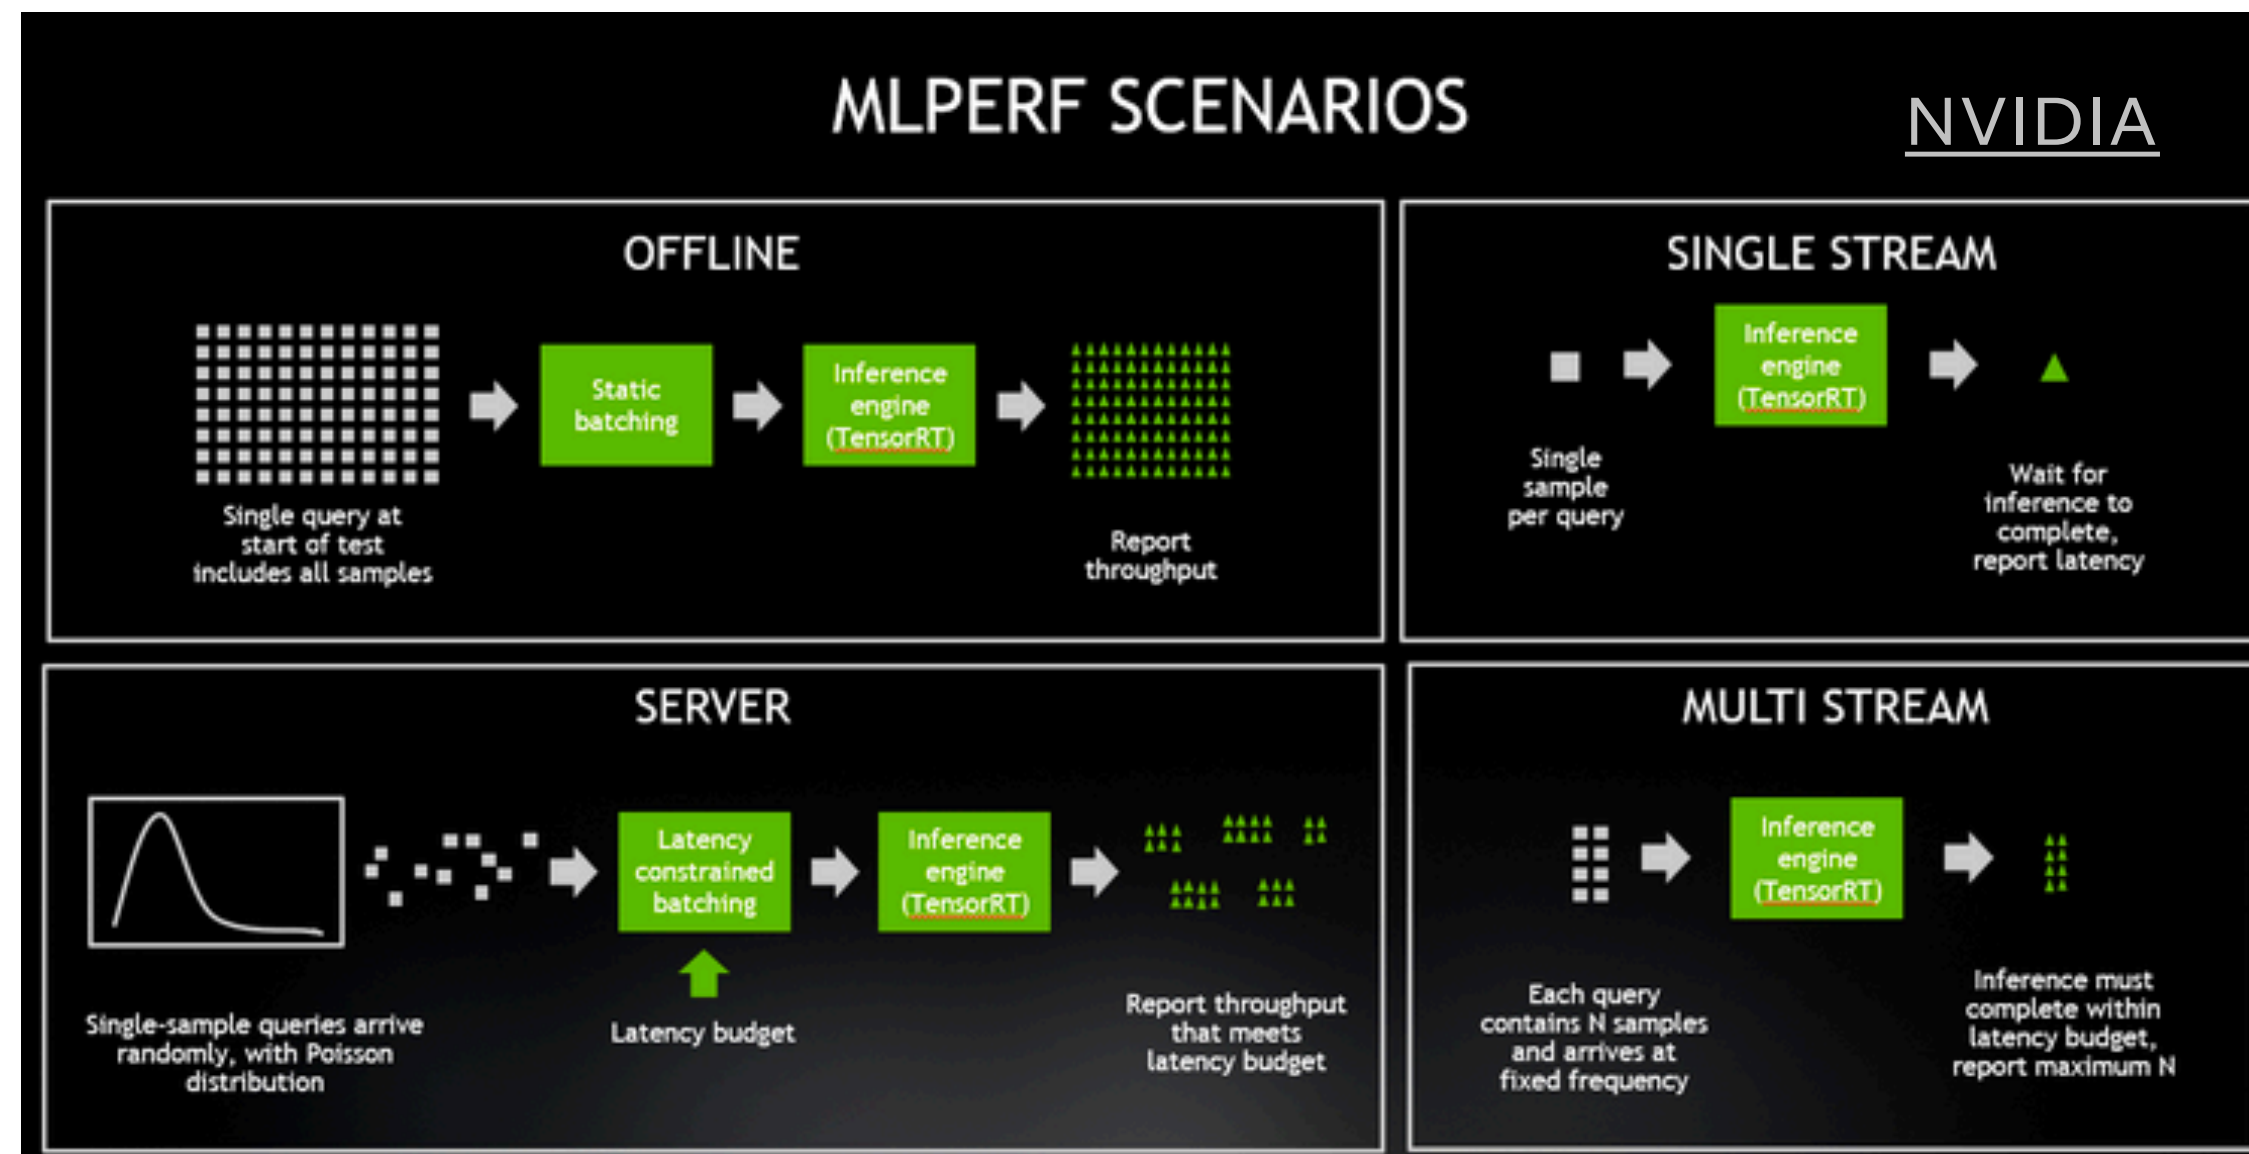 MLPERF SCENARIOS
NVIDIA
OFFLINE
Static
batching
Inference
engine
(TensorRT)
Single query at
start of test
includes all samples
Report
throughput
SINGLE STREAM
Inference
engine
(TensorRT)
Single
sample
per query
Wait for
inference to
complete,
report latency
SERVER
Latency
constrained
batching
Inference
engine
(TensorRT)
Single-sample queries arrive
randomly, with Poisson
distribution
Latency budget
Report throughput
that meets
latency budget
MULTI STREAM
Inference
engine
(TensorRT)
Each query
contains N samples
and arrives at
fixed frequency
Inference must
complete within
latency budget,
report maximum N